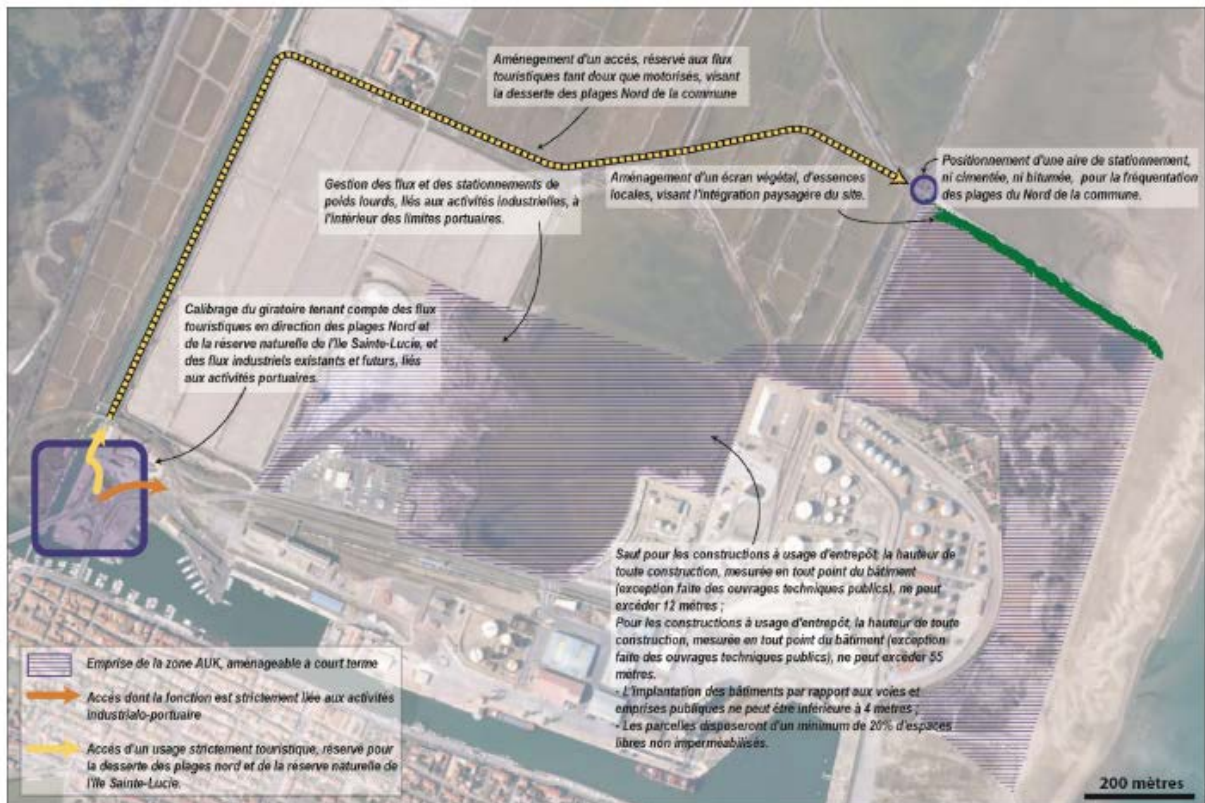 Aménegement d'un accès, réservé aux flux
touristiques tant doux que motorisés, visant
la desserte des plages Nord de la commune
Positionnement d'une aire de stationnement,
ni cimentée, ni bitumée, pour la fréquentation
des plages du Nord de la commune.
Aménagement d'un écran végétal, d'essences
locales, visant l'intégration paysagère du site.
Gestion des flux et des stationnements de
poids lourds, liés aux activités industrielles, à
l'intérieur des limites portuaires.
Calibrage du giratoire tenant compte des flux
touristiques en direction des plages Nord et
de la réserve naturelle de l'île Sainte-Lucie, et
des flux industriels existants et futurs, liés
aux activités portuaires.
Sauf pour les constructions à usage d'entrepôt, la hauteur de
toute construction, mesurée en tout point du bâtiment
(exception faite des ouvrages techniques publics), ne peut
excéder 12 mètres ;
Pour les constructions à usage d'entrepôt, la hauteur de toute
construction, mesurée en tout point du bâtiment (exception
faite des ouvrages techniques publics), ne peut excéder 55
mètres.
- L'implantation des bâtiments par rapport aux voies et
emprises publiques ne peut être inférieure à 4 metres ;
- Les parcelles disposeront d'un minimum de 20% d'espaces
libres non imperméabilisés.
Emprise de la zone AUK, aménageable à court terme
Accès dont la fonction est strictement liée aux activités
industrialo-portuaire
Accès d'un usage strictement touristique, réservé pour
la desserte des plages nord et de la réserve naturelle de
l'île Sainte-Lucie.
200 mètres